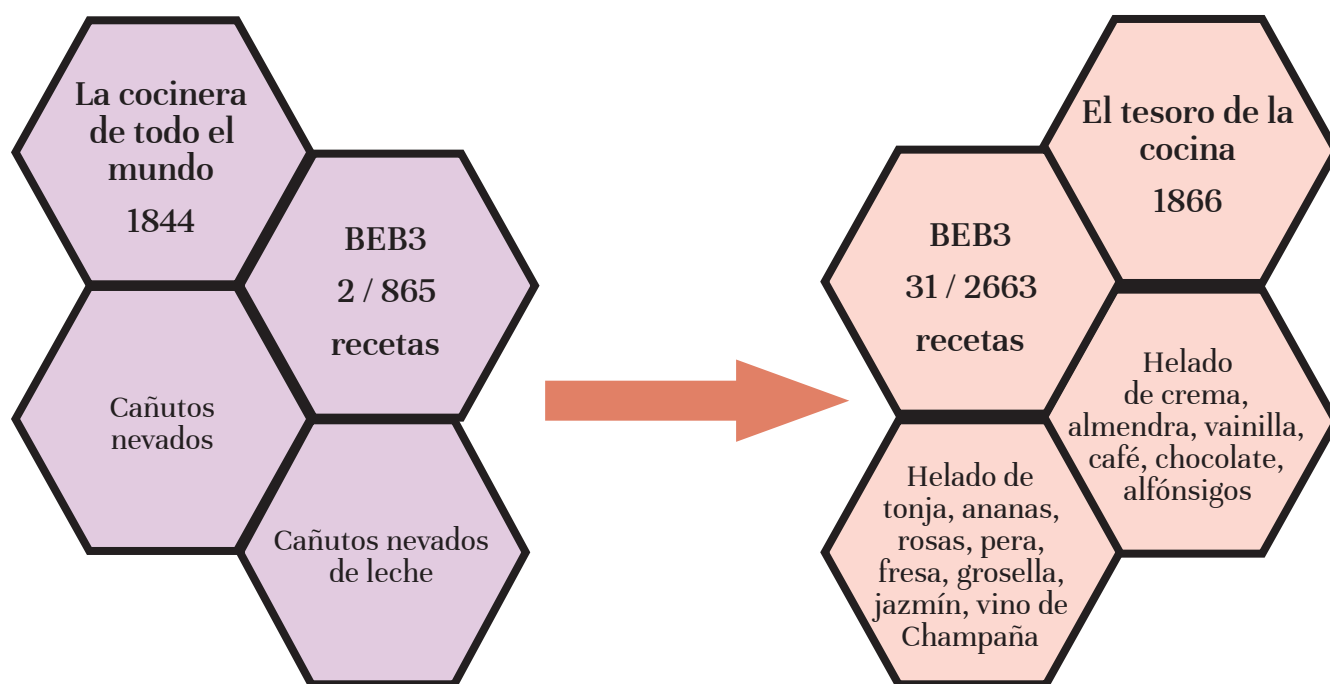 La cocinera
de todo el
mundo
1844
BEB3
2 / 865
recetas
Cañutos
nevados
Cañutos nevados
de leche
El tesoro de la
cocina
1866
BEB3
31 / 2663
recetas
Helado
de crema,
almendra, vainilla,
café, chocolate,
alfónsigos
Helado de
tonja, ananas,
rosas, pera,
fresa, grosella,
jazmín, vino de
Champaña